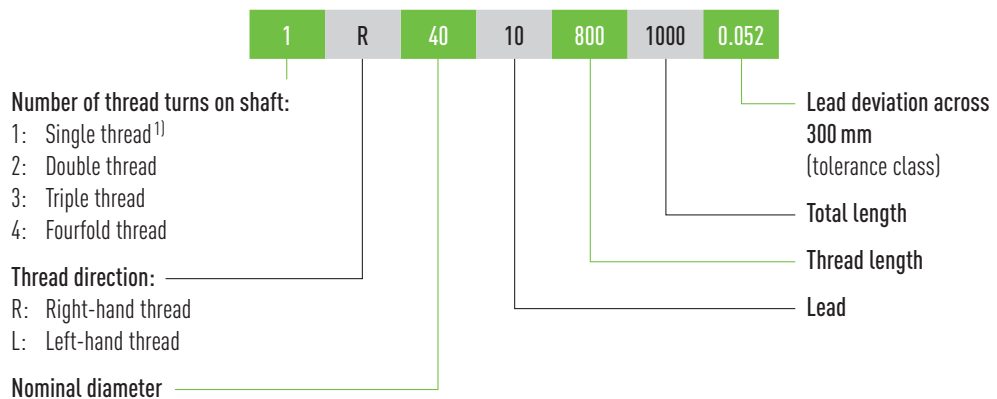 1 R 40 10 800 1000 0.052
Number of thread turns on shaft:
1: Single thread 1)
2: Double thread
3: Triple thread
4: Fourfold thread
Thread direction:
R: Right-hand thread
L: Left-hand thread
Nominal diameter
Lead deviation across
300 mm
(tolerance class)
Total length
Thread length
Lead